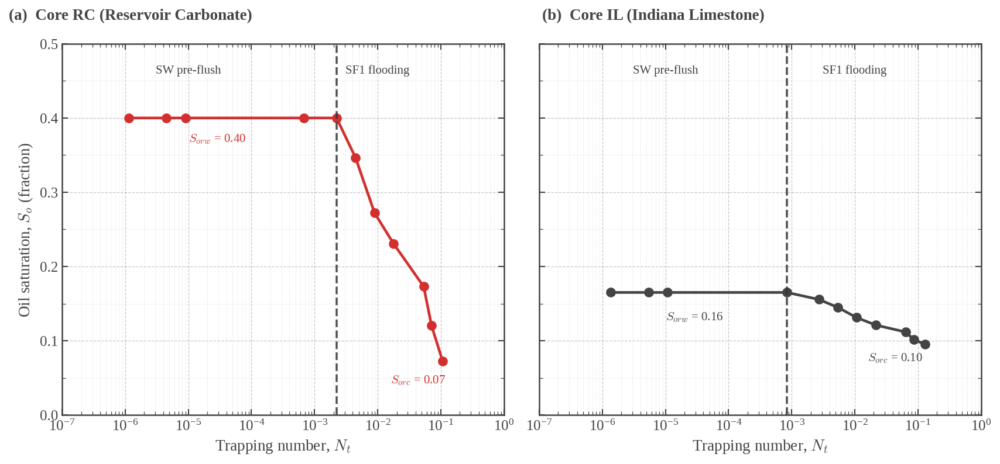 (a) Core RC (Reservoir Carbonate)
(b) Core IL (Indiana Limestone)
0.5
0.4
0.3
0.2
0.1
0.0
Oil saturation, Sₒ (fraction)
SW pre-flush
SF1 flooding
Sₒᵣw = 0.40
Sₒᵣc = 0.07
10⁻⁷
10⁻⁶
10⁻⁵
10⁻⁴
10⁻³
10⁻²
10⁻¹
10⁰
Trapping number, Nₜ
SW pre-flush
SF1 flooding
Sₒᵣw = 0.16
Sₒᵣc = 0.10
10⁻⁷
10⁻⁶
10⁻⁵
10⁻⁴
10⁻³
10⁻²
10⁻¹
10⁰
Trapping number, Nₜ